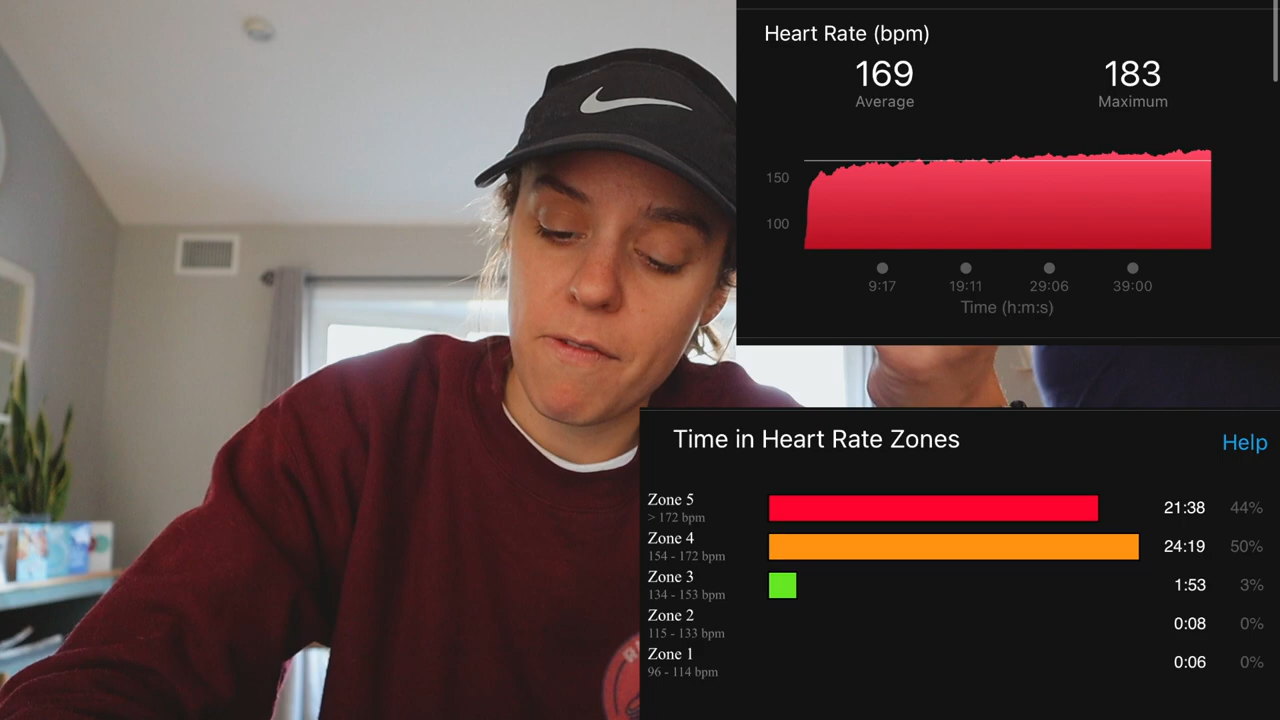 Heart Rate (bpm)
169 183
Average Maximum
150
100
9:17 19:11 29:06 39:00
Time (h:m:s)
Time in Heart Rate Zones Help
Zone 5
> 172 bpm 21:38 44%
Zone 4
154 - 172 bpm 24:19 50%
Zone 3
134 - 153 bpm 1:53 3%
Zone 2
115 - 133 bpm 0:08 0%
Zone 1
96 - 114 bpm 0:06 0%